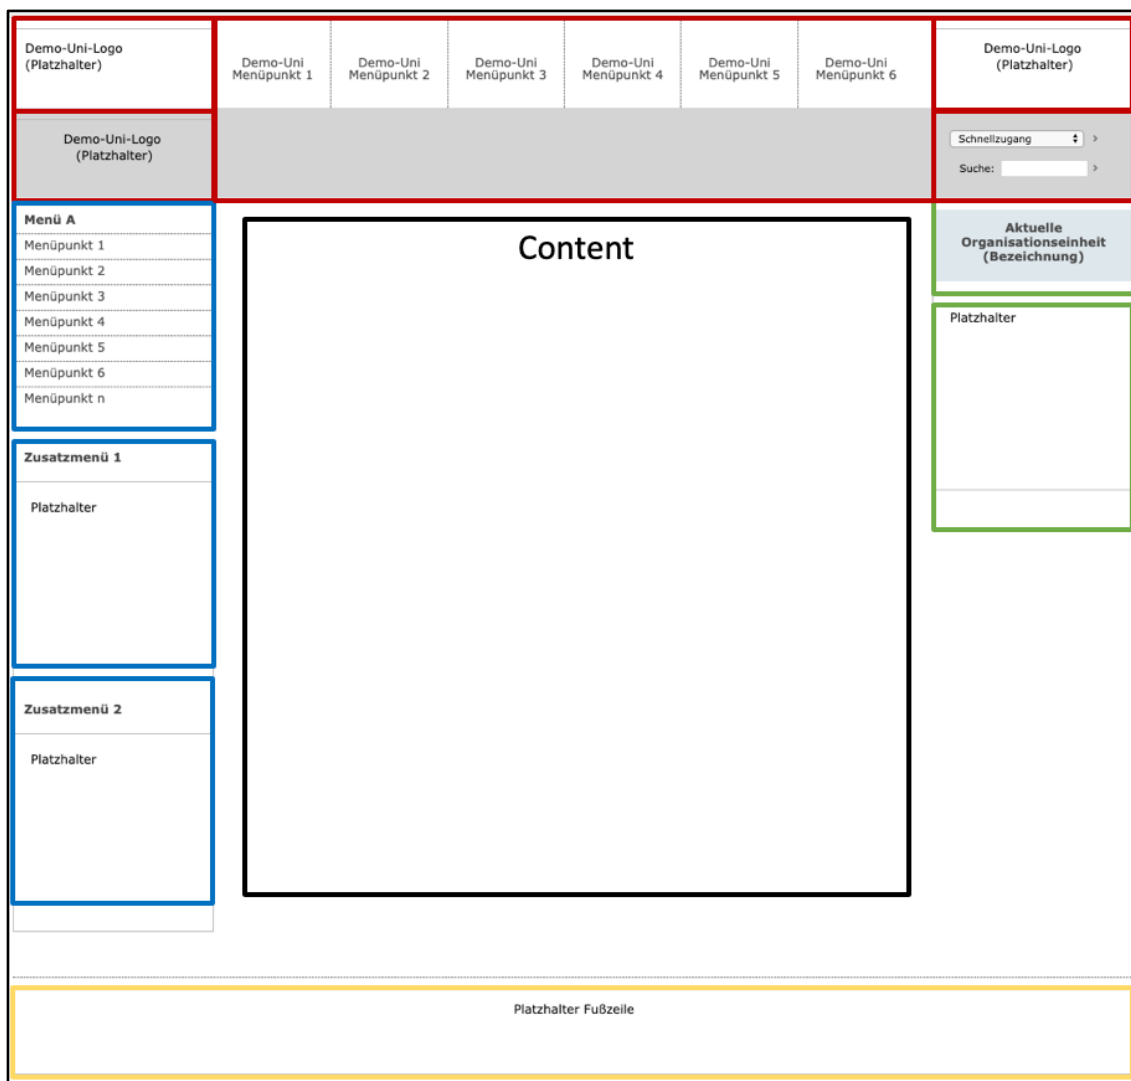 Demo-Uni-Logo
(Platzhalter)
Demo-Uni
Menüpunkt 1
Demo-Uni
Menüpunkt 2
Demo-Uni
Menüpunkt 3
Demo-Uni
Menüpunkt 4
Demo-Uni
Menüpunkt 5
Demo-Uni
Menüpunkt 6
Demo-Uni-Logo
(Platzhalter)
Demo-Uni-Logo
(Platzhalter)
Schnellzugang
Suche:
Menü A
Menüpunkt 1
Menüpunkt 2
Menüpunkt 3
Menüpunkt 4
Menüpunkt 5
Menüpunkt 6
Menüpunkt n
Zusatzmenü 1
Platzhalter
Zusatzmenü 2
Platzhalter
Content
Aktuelle
Organisationseinheit
(Bezeichnung)
Platzhalter
Platzhalter Fußzeile